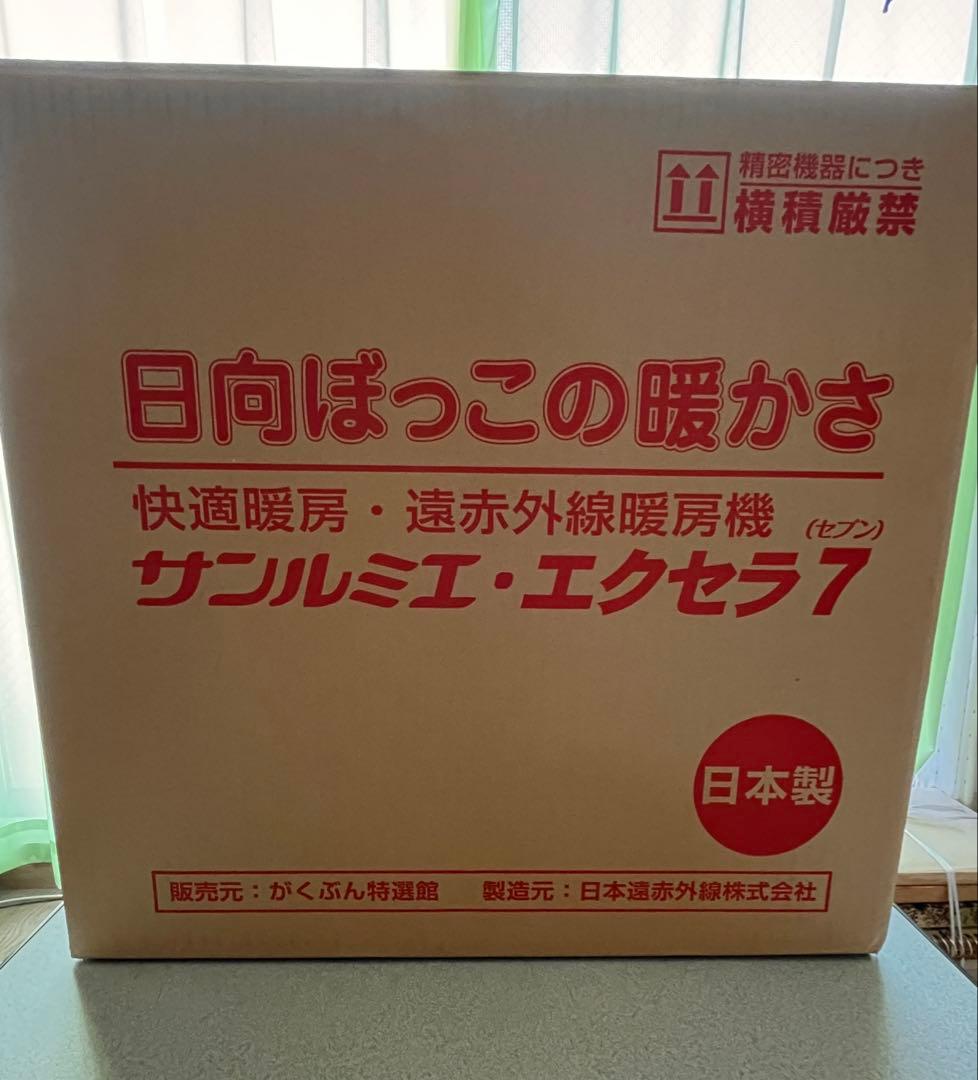 精密機器につき
横積厳禁
日向ぼっこの暖かさ
快適暖房・遠赤外線暖房機
(セブン)
サンルミエ・エクセラ7
日本製
販売元：がくぶん特選館 製造元：日本遠赤外線株式会社